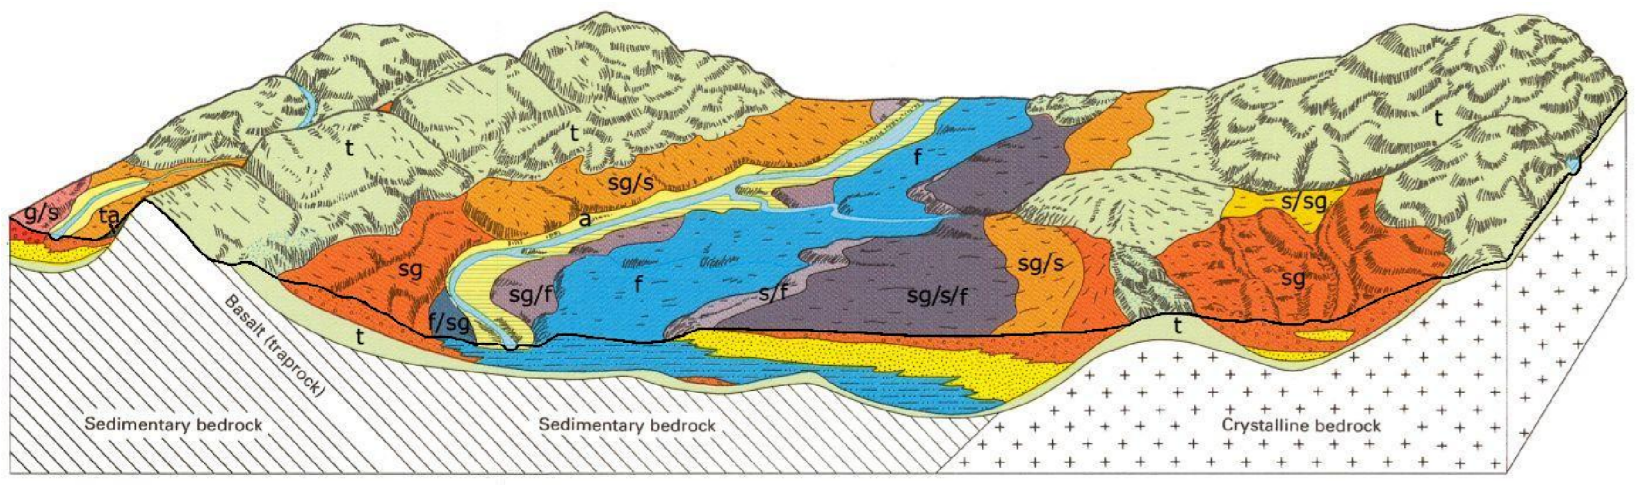 t
t
t
f
sg/s
s/sg
g/s
ta
a
sg
sg/s
sg
sg/f
f
s/f
sg/s/f
f/sg
t
t
Basalt (traprock)
Sedimentary bedrock
Sedimentary bedrock
Crystalline bedrock